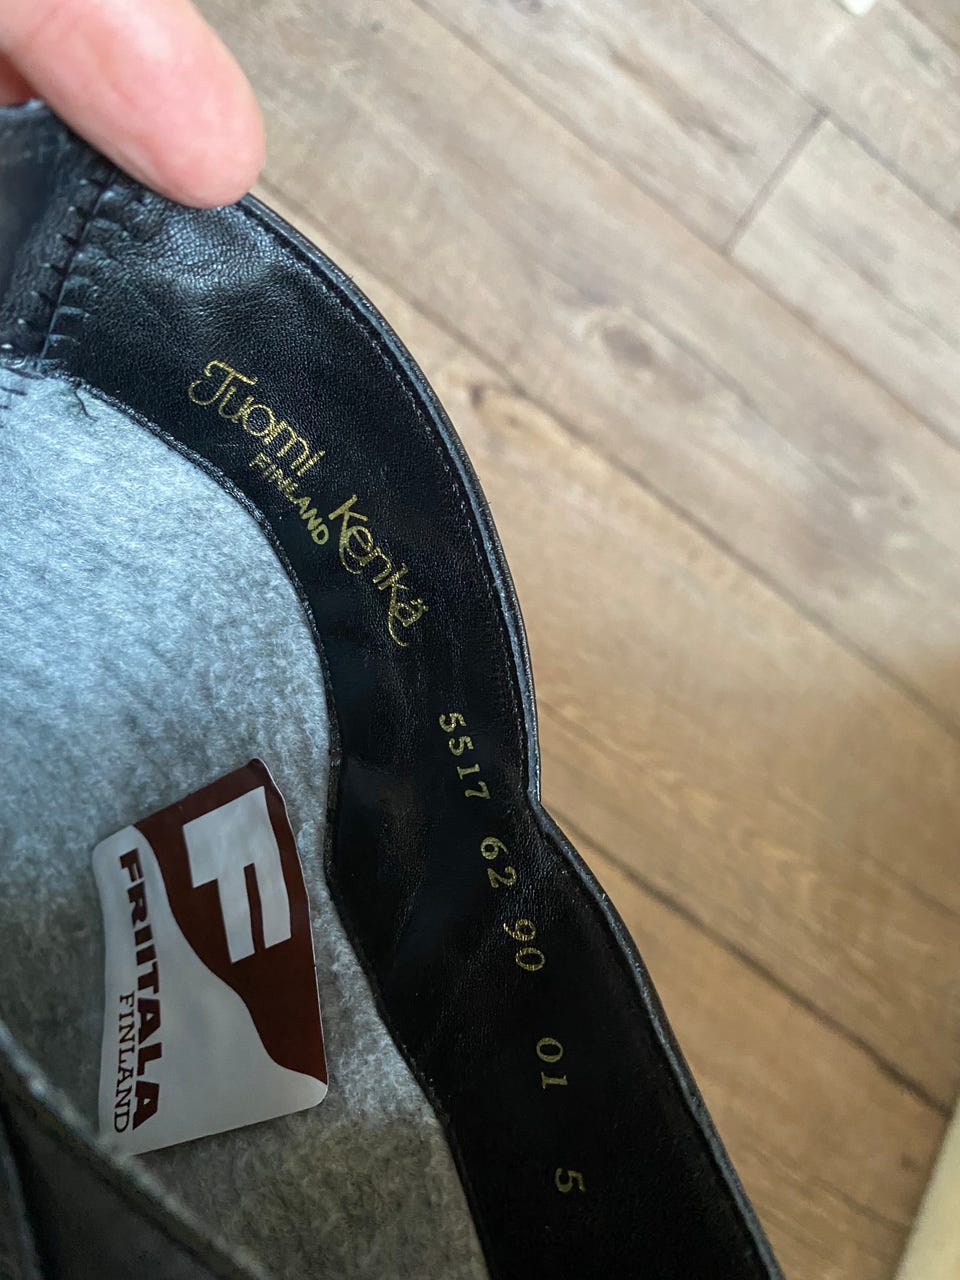 Tuomi Kenkä
FINLAND
5517 62 90 01 5
F
FRIITALA
FINLAND